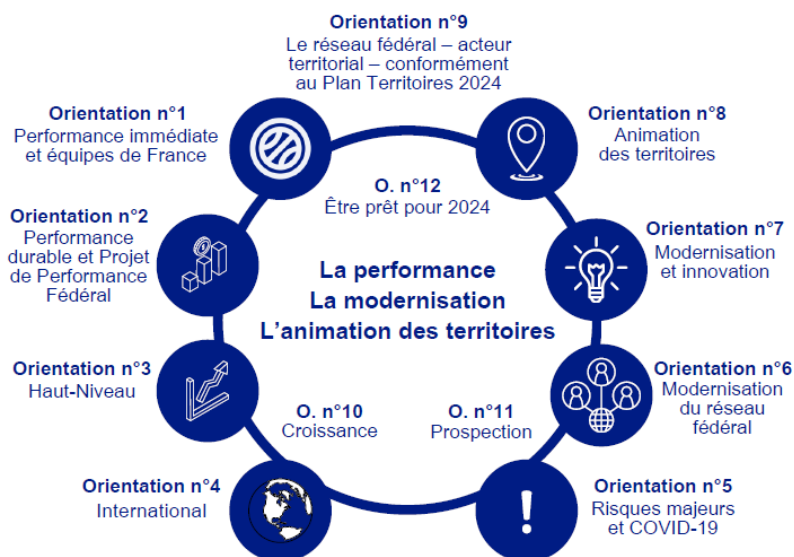 Orientation n°9
Le réseau fédéral – acteur
territorial – conformément
au Plan Territoires 2024
Orientation n°1
Performance immédiate
et équipes de France
Orientation n°8
Animation
des territoires
O. n°12
Être prêt pour 2024
Orientation n°2
Performance
durable et Projet
de Performance
Fédéral
Orientation n°7
Modernisation
et innovation
La performance
La modernisation
L'animation des territoires
Orientation n°3
Haut-Niveau
Orientation n°6
Modernisation
du réseau
fédéral
O. n°10
Croissance
O. n°11
Prospection
Orientation n°4
International
Orientation n°5
Risques majeurs
et COVID-19